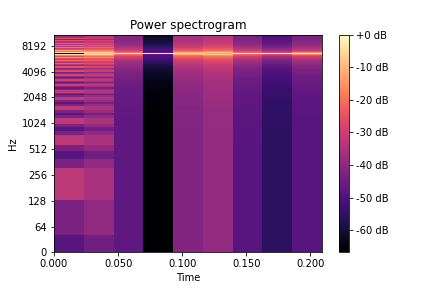 Power spectrogram
8192
4096
2048
1024
512
256
128
64
0
Hz
0.000 0.050 0.100 0.150 0.200
Time
+0 dB
-10 dB
-20 dB
-30 dB
-40 dB
-50 dB
-60 dB